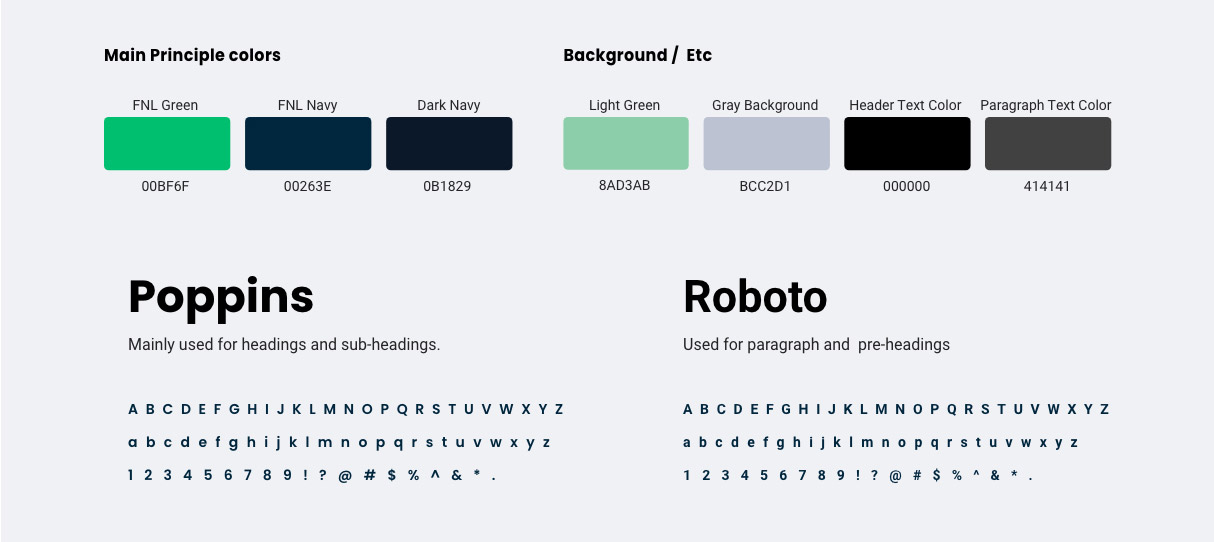 Main Principle colors
Background / Etc
FNL Green
FNL Navy
Dark Navy
Light Green
Gray Background
Header Text Color
Paragraph Text Color
00BF6F
00263E
0B1829
8AD3AB
BCC2D1
000000
414141
Poppins
Mainly used for headings and sub-headings.
A B C D E F G H I J K L M N O P Q R S T U V W X Y Z
a b c d e f g h i j k l m n o p q r s t u v w x y z
1 2 3 4 5 6 7 8 9 ! ? @ # $ % ^ & * .
Roboto
Used for paragraph and  pre-headings
A B C D E F G H I J K L M N O P Q R S T U V W X Y Z
a b c d e f g h i j k l m n o p q r s t u v w x y z
1 2 3 4 5 6 7 8 9 ! ? @ # $ % ^ & * .